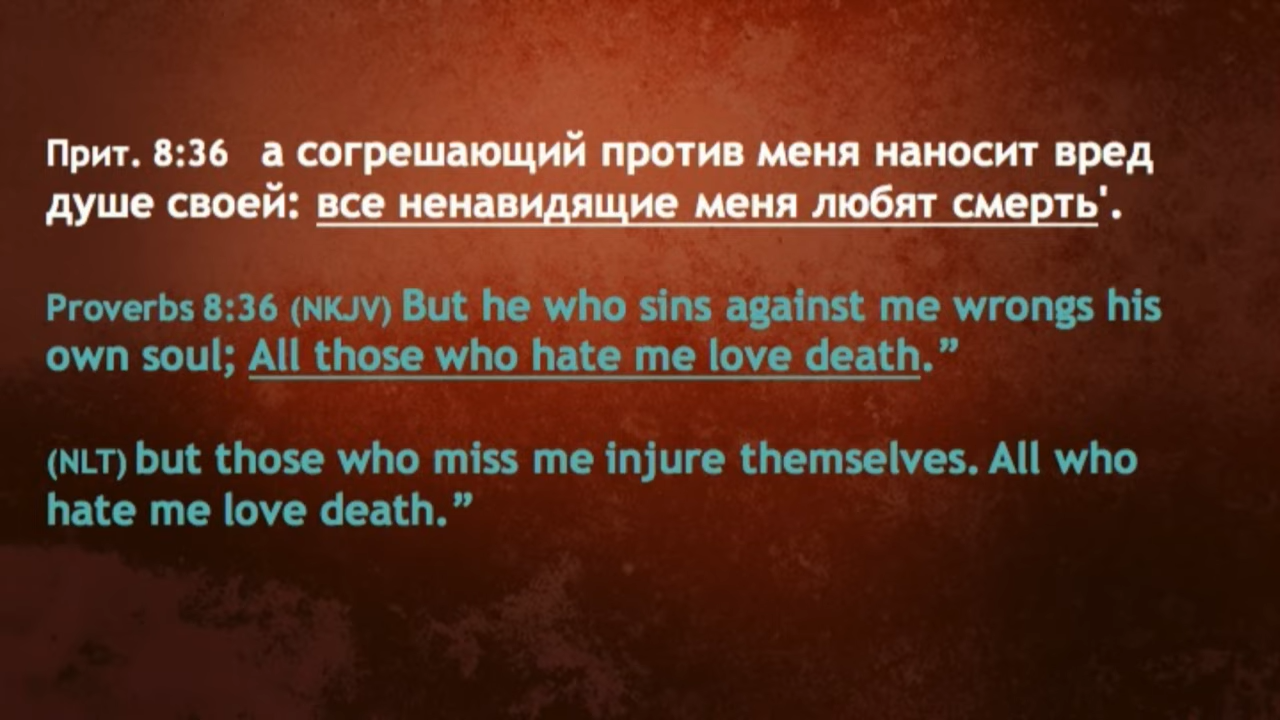 Прит. 8:36 а согрешающий против меня наносит вред
душе своей: все ненавидящие меня любят смерть'.
Proverbs 8:36 (NKJV) But he who sins against me wrongs his
own soul; All those who hate me love death.”
(NLT) but those who miss me injure themselves. All who
hate me love death.”